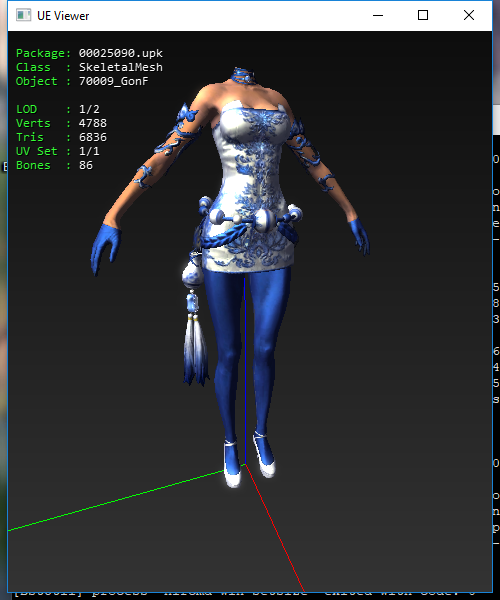 UE Viewer
Package: 00025090.upk
Class : SkeletalMesh
Object : 70009_GonF
LOD : 1/2
Verts : 4788
Tris : 6836
UV Set : 1/1
Bones : 86